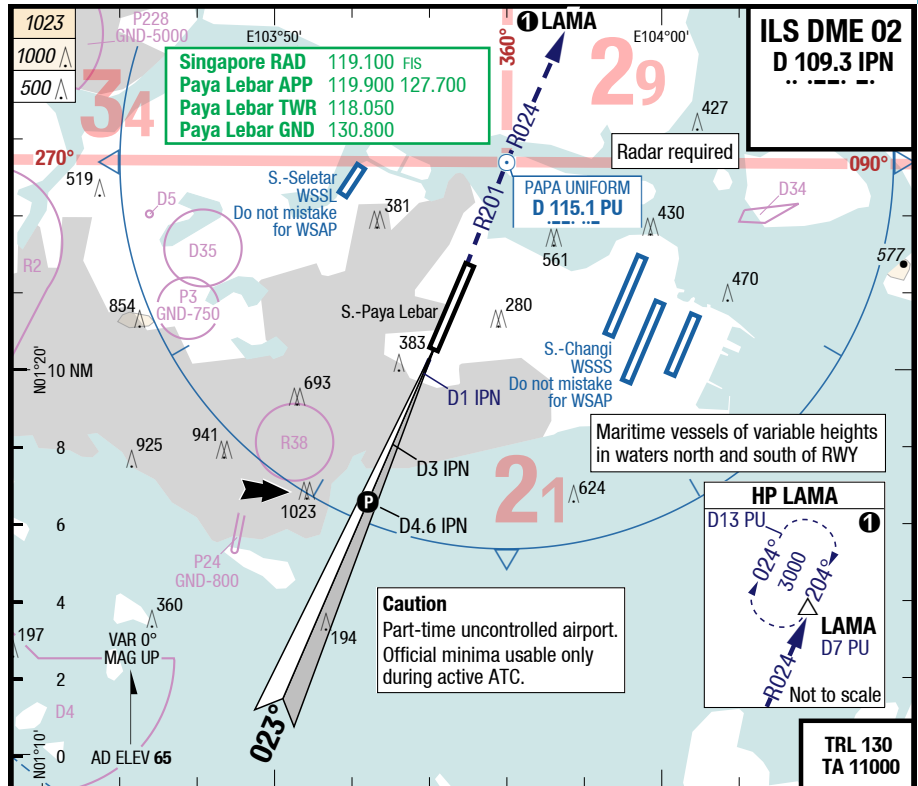 1023
1000
500
P228
GND-5000
E103°50'
1 LAMA
360°
E104°00'
ILS DME 02
D 109.3 IPN
Singapore RAD 119.100 FIS
Paya Lebar APP 119.900 127.700
Paya Lebar TWR 118.050
Paya Lebar GND 130.800
34
29
R024
427
Radar required
270°
090°
519
S.-Seletar
WSSL
Do not mistake
for WSAP
R201
PAPA UNIFORM
D 115.1 PU
D34
D5
381
430
D35
561
577
R2
P3
GND-750
470
854
S.-Paya Lebar
280
383
S.-Changi
WSSS
Do not mistake
for WSAP
N01°20'
10 NM
D1 IPN
693
941
R38
925
8
D3 IPN
Maritime vessels of variable heights
in waters north and south of RWY
21
624
1023
P
D4.6 IPN
6
HP LAMA
D13 PU
1
024°
3000
204°
LAMA
D7 PU
R024
Not to scale
P24
GND-800
4
360
197
VAR 0°
MAG UP
194
Caution
Part-time uncontrolled airport.
Official minima usable only
during active ATC.
2
D4
023°
N01°10'
0
AD ELEV 65
TRL 130
TA 11000